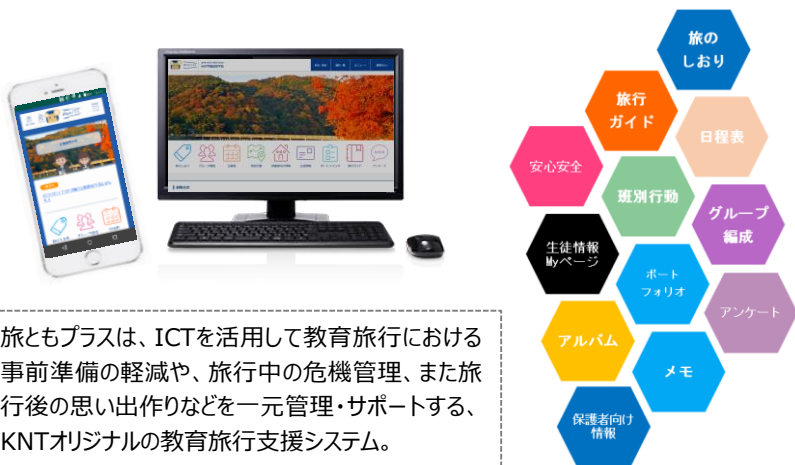 旅の
しおり
旅行
ガイド
日程表
安心安全
班別行動
グループ
編成
生徒情報
Myページ
ポート
フォリオ
アンケート
アルバム
メモ
保護者向け
情報
旅ともプラスは、ICTを活用して教育旅行における
事前準備の軽減や、旅行中の危機管理、また旅
行後の思い出作りなどを一元管理・サポートする、
KNTオリジナルの教育旅行支援システム。